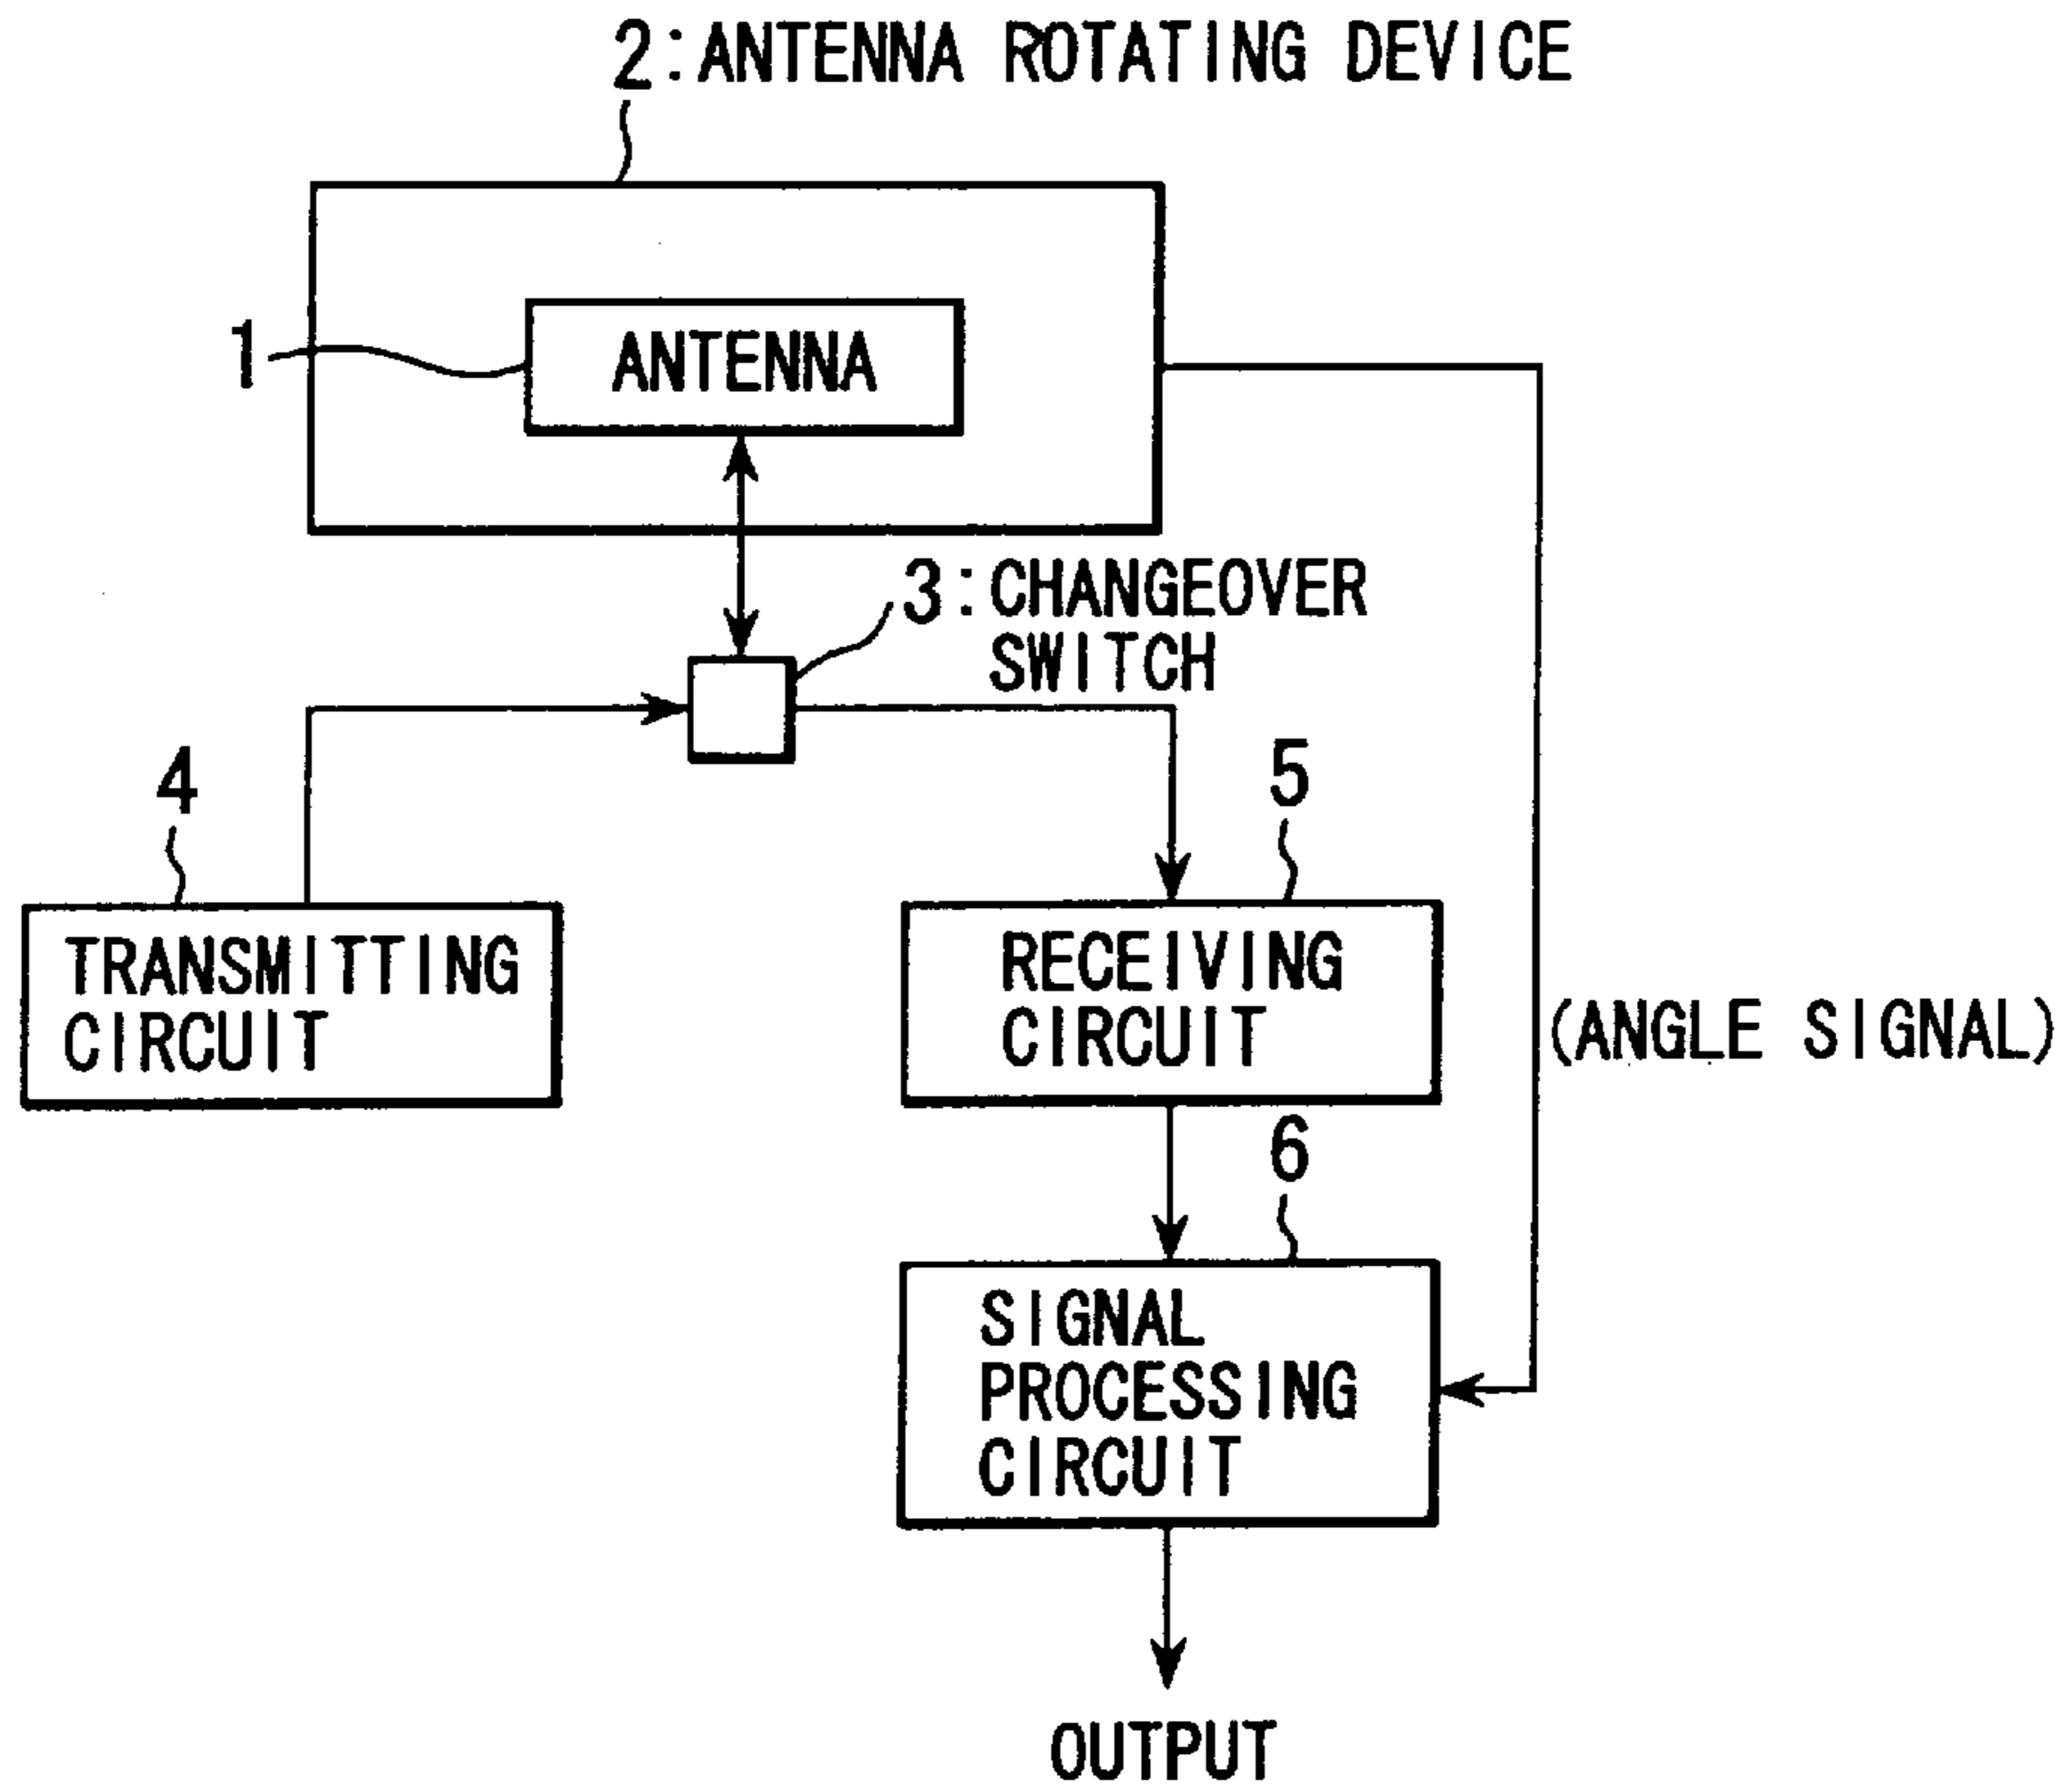 2:ANTENNA ROTATING DEVICE
1
ANTENNA
3:CHANGEOVER
SWITCH
4
5
TRANSMITTING
CIRCUIT
RECEIVING
CIRCUIT
(ANGLE SIGNAL)
6
SIGNAL
PROCESSING
CIRCUIT
OUTPUT